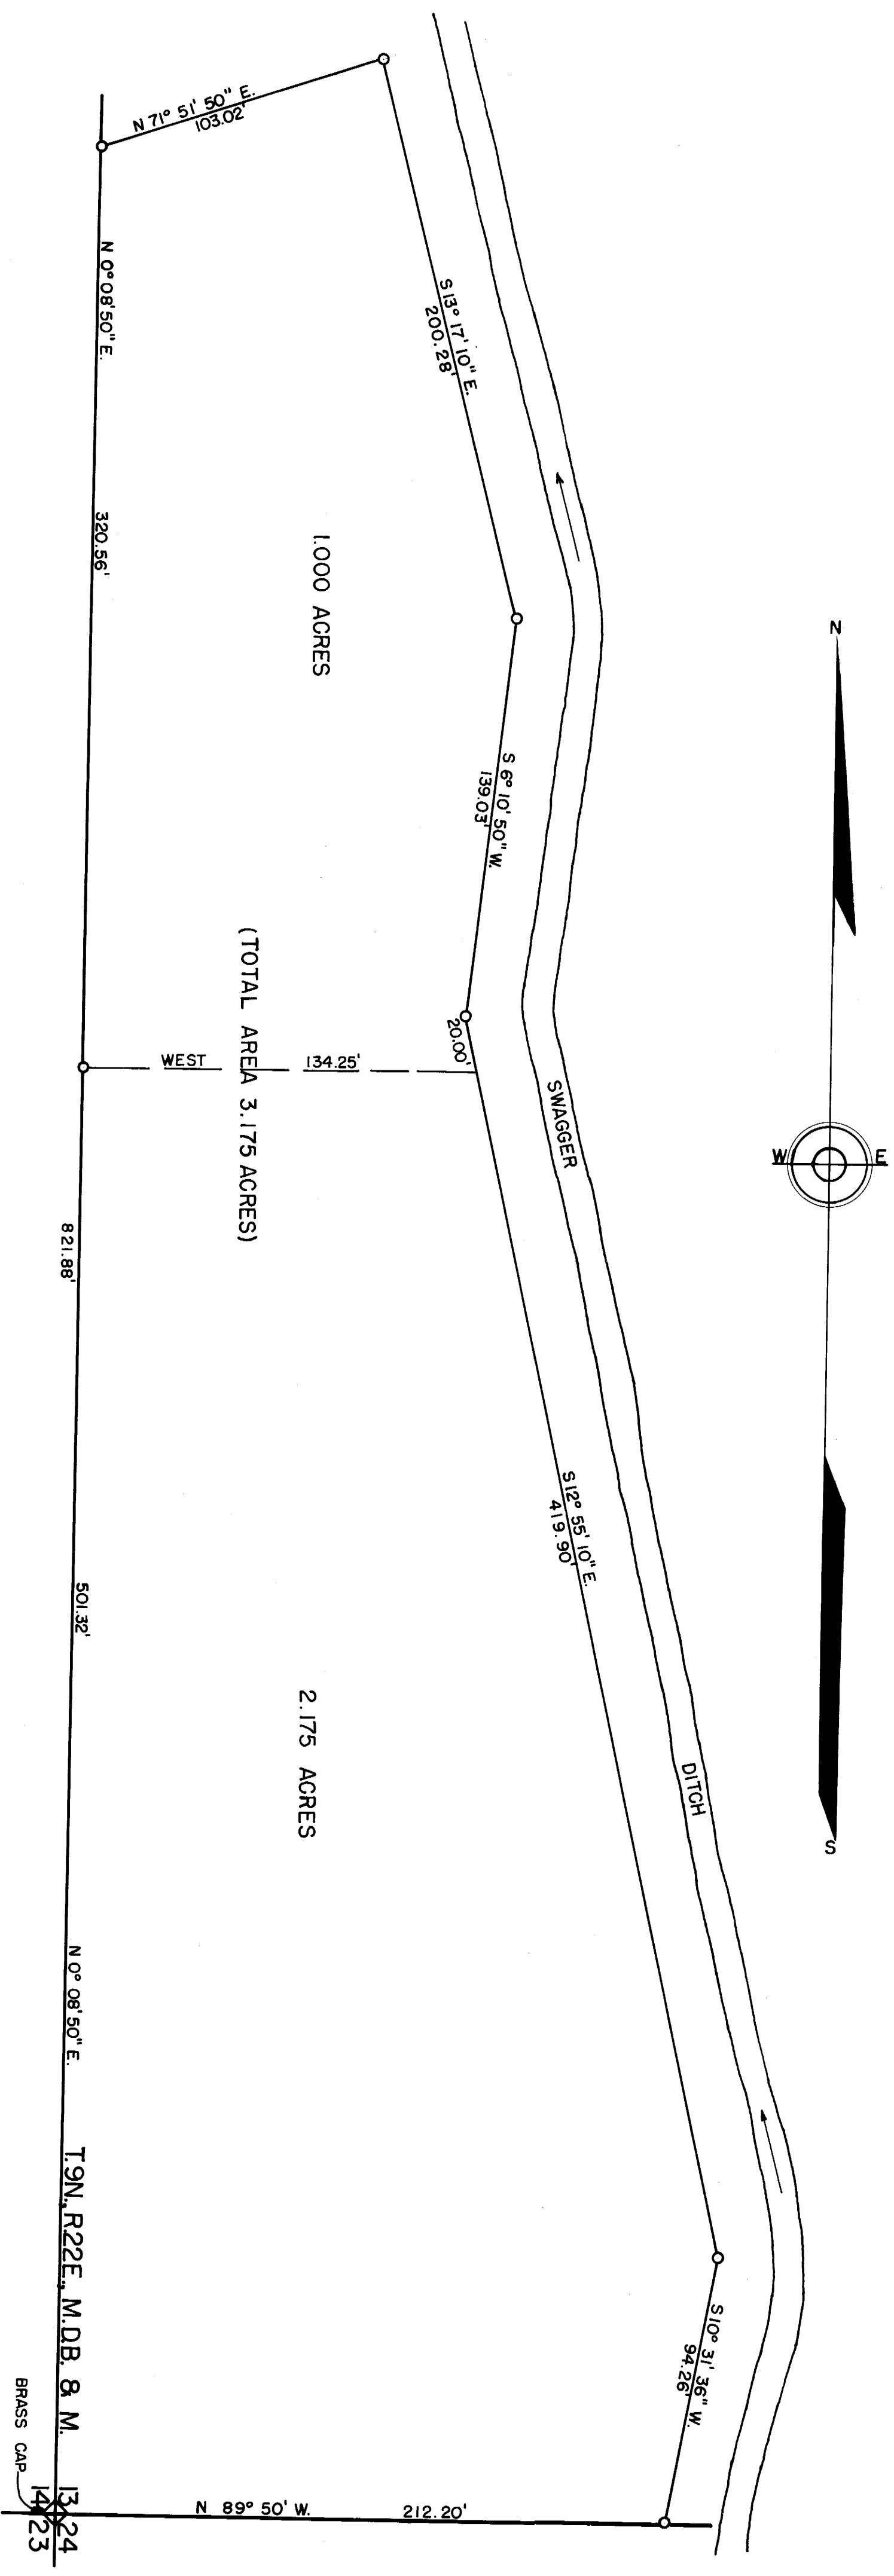 N 71° 51' 50" E.
103.02'
N 0° 08' 50" E.
S 13° 17' 10" E.
200.28'
320.56'
1.000 ACRES
N
S 6° 10' 50" W.
139.03'
(TOTAL AREA 3.175 ACRES)
20.00'
WEST 134.25'
SWAGGER
W E
821.88'
S 12° 55' 10" E.
419.90'
501.32'
2.175 ACRES
DITCH
S
N 0° 08' 50" E.
T.9N., R.22E., M.D.B. & M.
S 10° 31' 36" W.
94.26'
BRASS CAP
13 24
14 23
N 89° 50' W. 212.20'